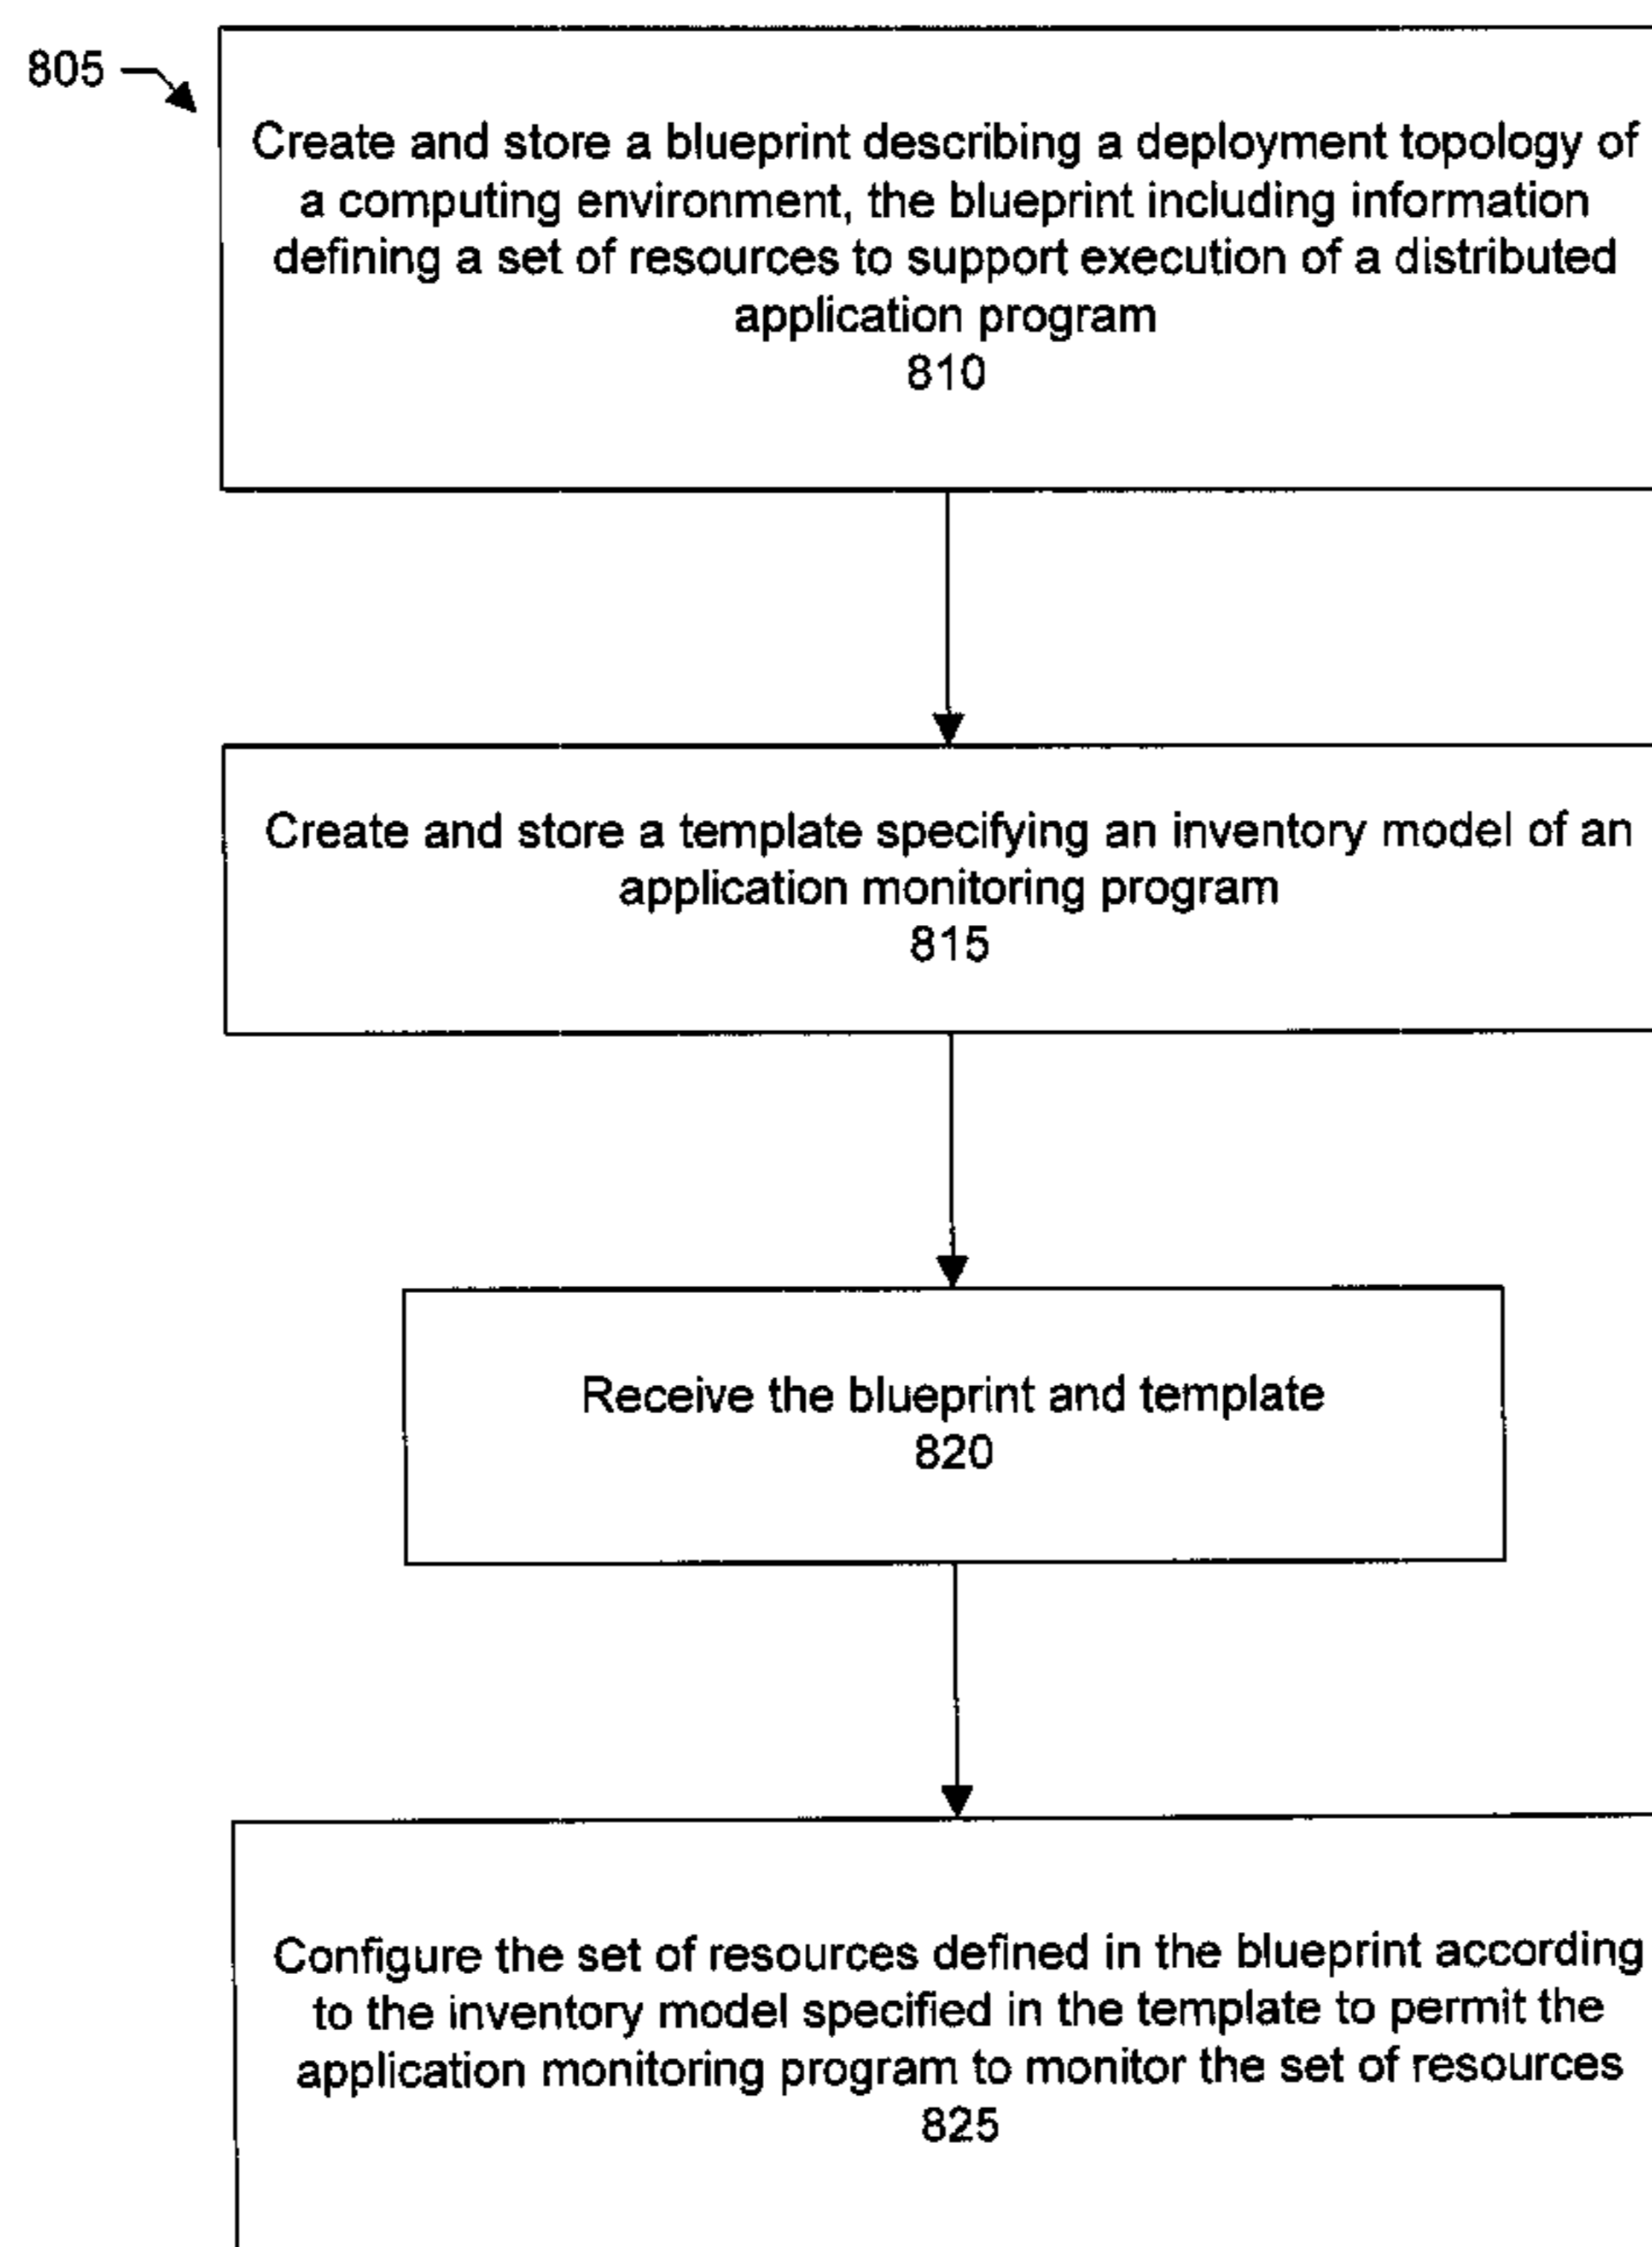 805
Create and store a blueprint describing a deployment topology of
a computing environment, the blueprint including information
defining a set of resources to support execution of a distributed
application program
810
Create and store a template specifying an inventory model of an
application monitoring program
815
Receive the blueprint and template
820
Configure the set of resources defined in the blueprint according
to the inventory model specified in the template to permit the
application monitoring program to monitor the set of resources
825